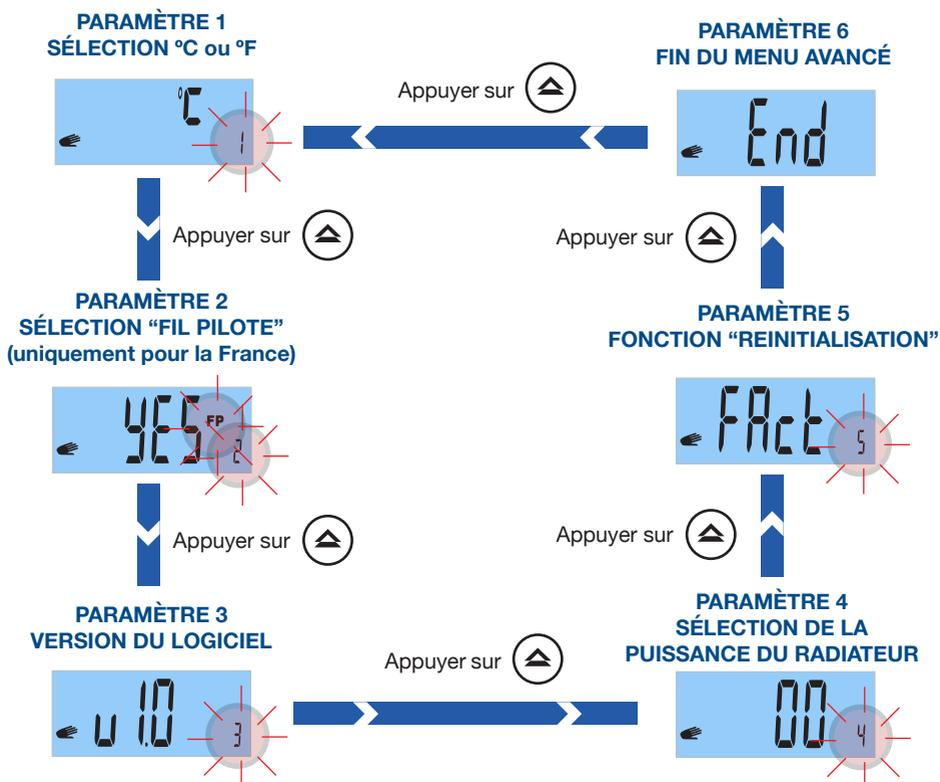 PARAMÈTRE 1
SÉLECTION ºC ou ºF
°C
1
Appuyer sur
PARAMÈTRE 2
SÉLECTION “FIL PILOTE”
(uniquement pour la France)
YES
FP
2
Appuyer sur
PARAMÈTRE 3
VERSION DU LOGICIEL
v1.0
3
Appuyer sur
PARAMÈTRE 4
SÉLECTION DE LA
PUISSANCE DU RADIATEUR
00
4
Appuyer sur
PARAMÈTRE 5
FONCTION “REINITIALISATION”
FAct
5
Appuyer sur
PARAMÈTRE 6
FIN DU MENU AVANCÉ
End
Appuyer sur